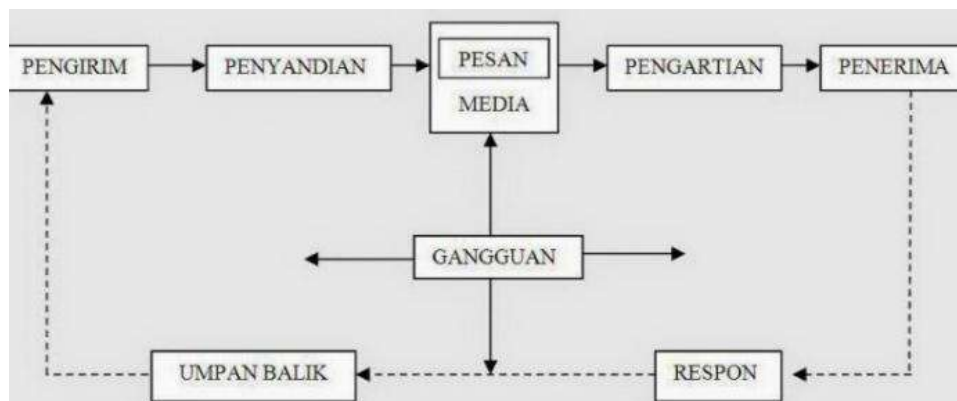 PENGIRIM
PENYANDIAN
PESAN
MEDIA
PENGARTIAN
PENERIMA
GANGGUAN
UMPAN BALIK
RESPON